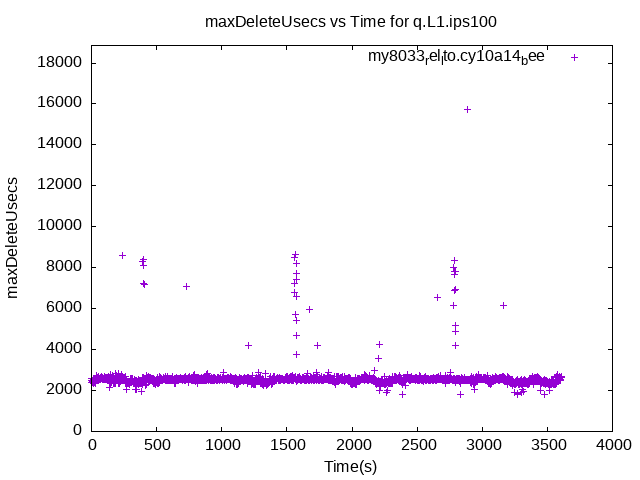 maxDeleteUsecs vs Time for q.L1.ips100
my8033_rel_lto.cy10a14_bee
18000
16000
14000
12000
10000
8000
6000
4000
2000
0
maxDeleteUsecs
0 500 1000 1500 2000 2500 3000 3500 4000
Time(s)